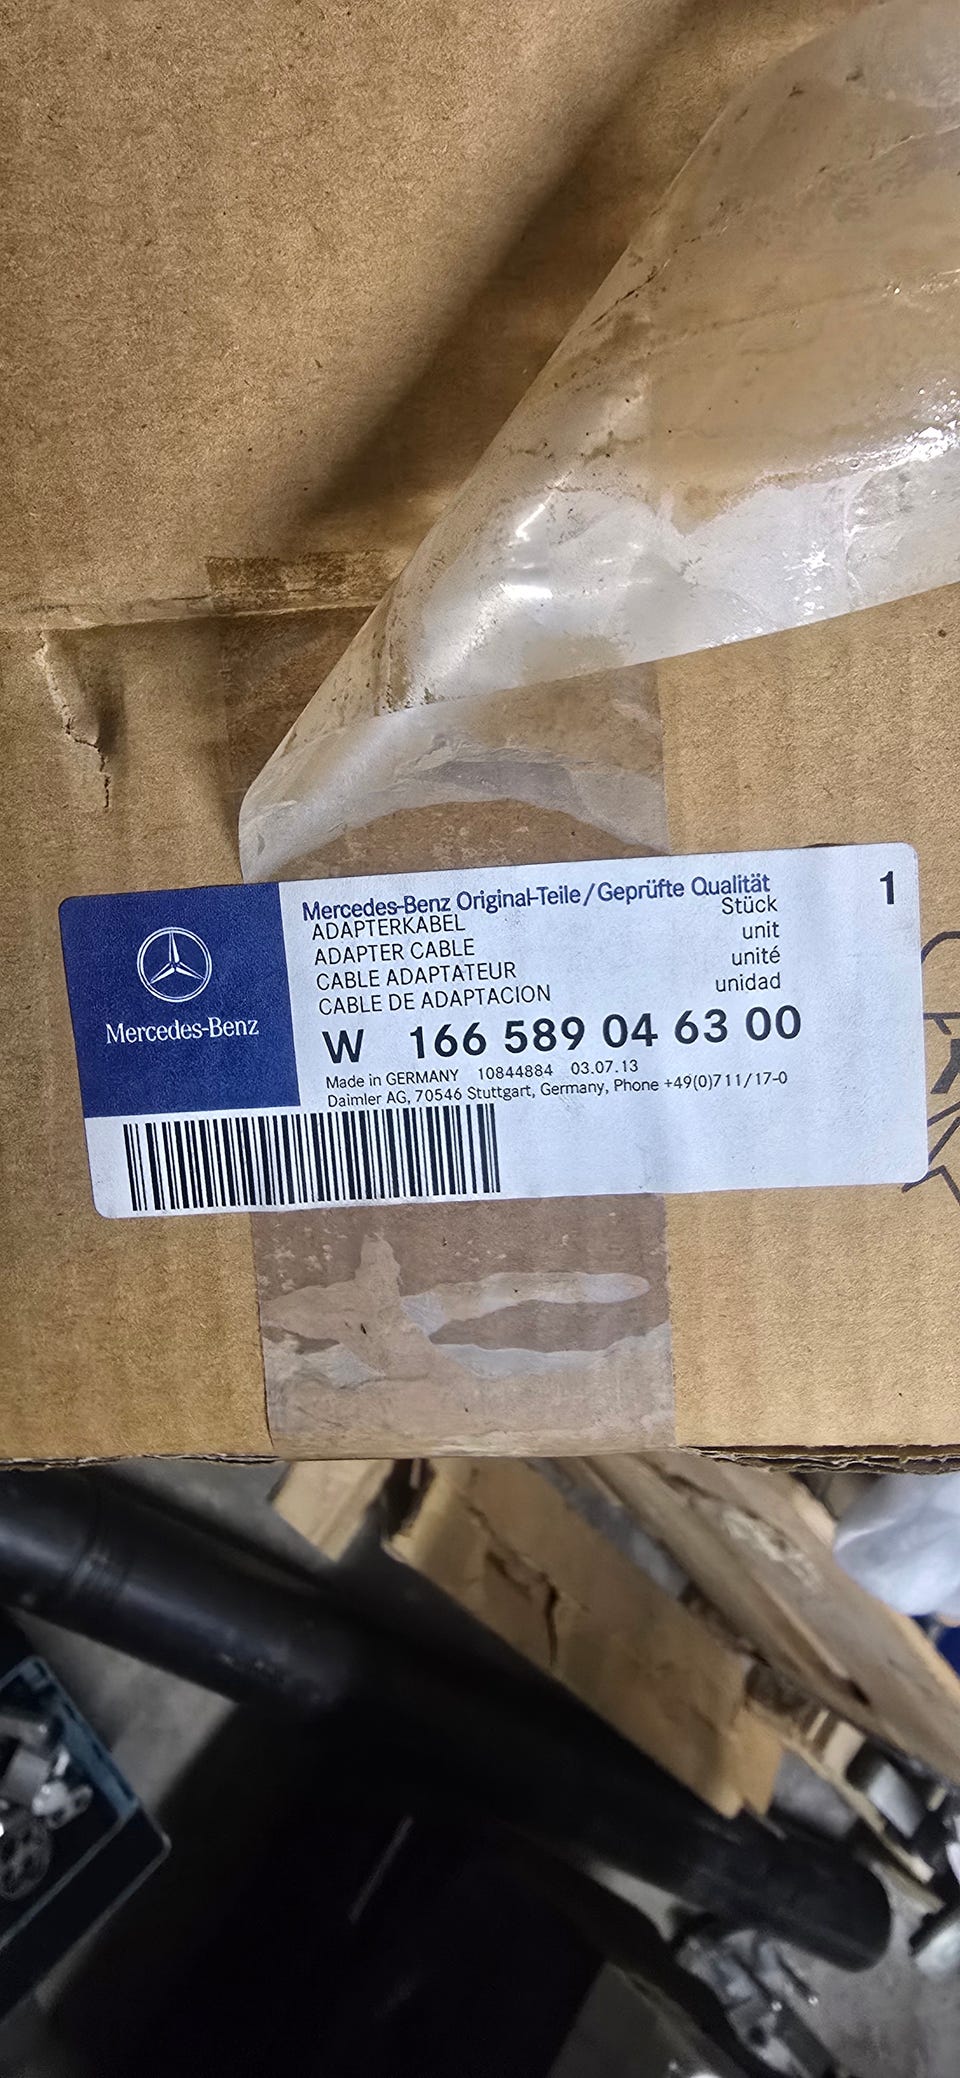 Mercedes-Benz
Mercedes-Benz Original-Teile/Geprüfte Qualität
1
ADAPTERKABEL Stück
ADAPTER CABLE unit
CABLE ADAPTATEUR unité
CABLE DE ADAPTACION unidad
W 166 589 04 63 00
Made in GERMANY 10844884 03.07.13
Daimler AG, 70546 Stuttgart, Germany, Phone +49(0)711/17-0